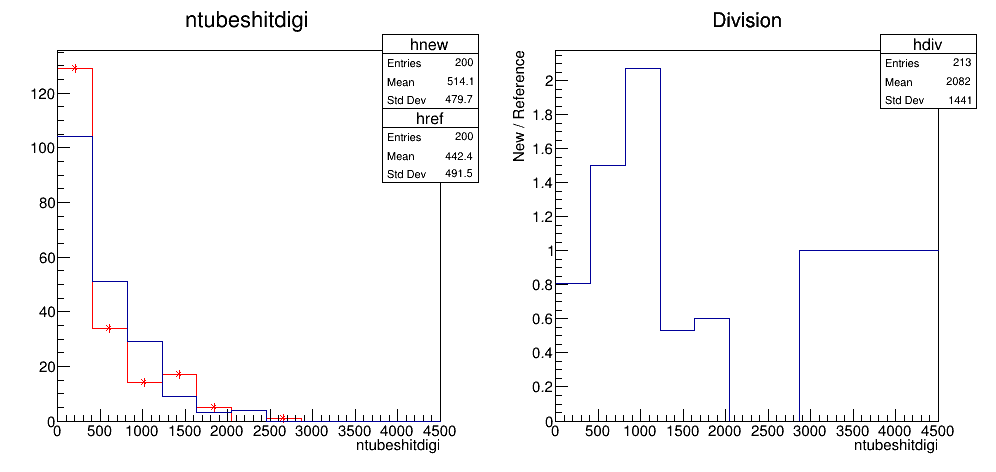 ntubeshitdigi
hnew
Entries 200
Mean 514.1
Std Dev 479.7
href
Entries 200
Mean 442.4
Std Dev 491.5
120
100
80
60
40
20
0
0 500 1000 1500 2000 2500 3000 3500 4000 4500
ntubeshitdigi
Division
hdiv
Entries 213
Mean 2082
Std Dev 1441
New / Reference
2
1.8
1.6
1.4
1.2
1
0.8
0.6
0.4
0.2
0
0 500 1000 1500 2000 2500 3000 3500 4000 4500
ntubeshitdigi